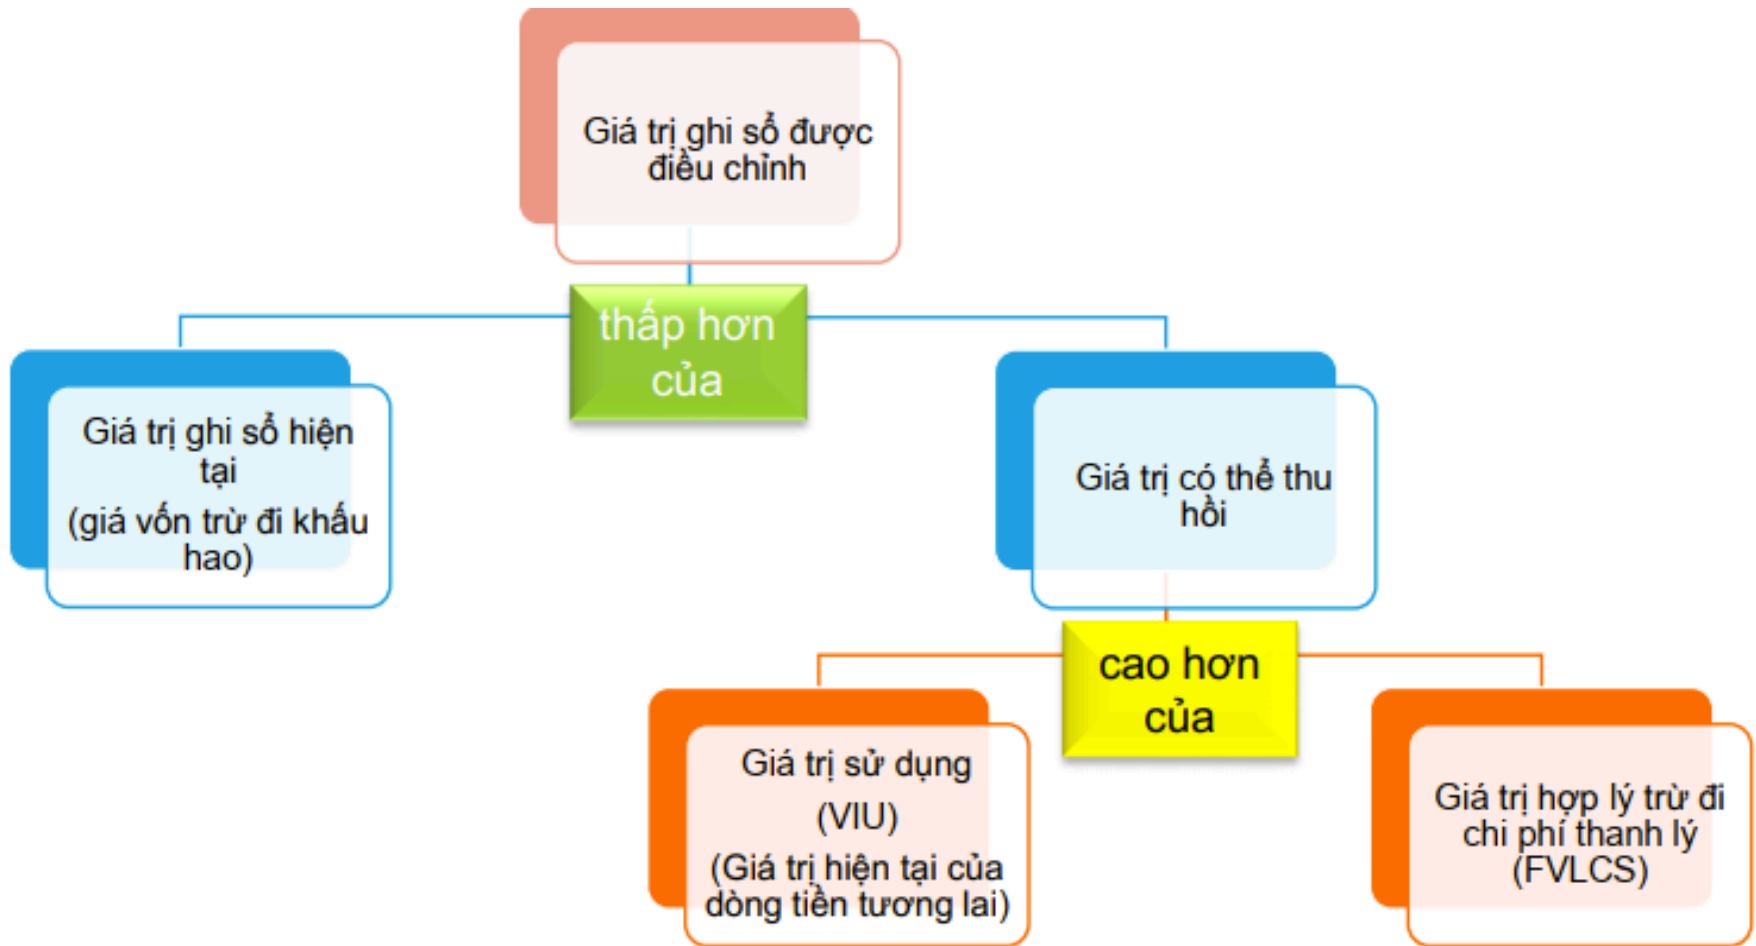 Giá trị ghi sổ được
điều chỉnh
thấp hơn
của
Giá trị ghi sổ hiện
tại
(giá vốn trừ đi khấu
hao)
Giá trị có thể thu
hồi
cao hơn
của
Giá trị sử dụng
(VIU)
(Giá trị hiện tại của
dòng tiền tương lai)
Giá trị hợp lý trừ đi
chi phí thanh lý
(FVLCS)